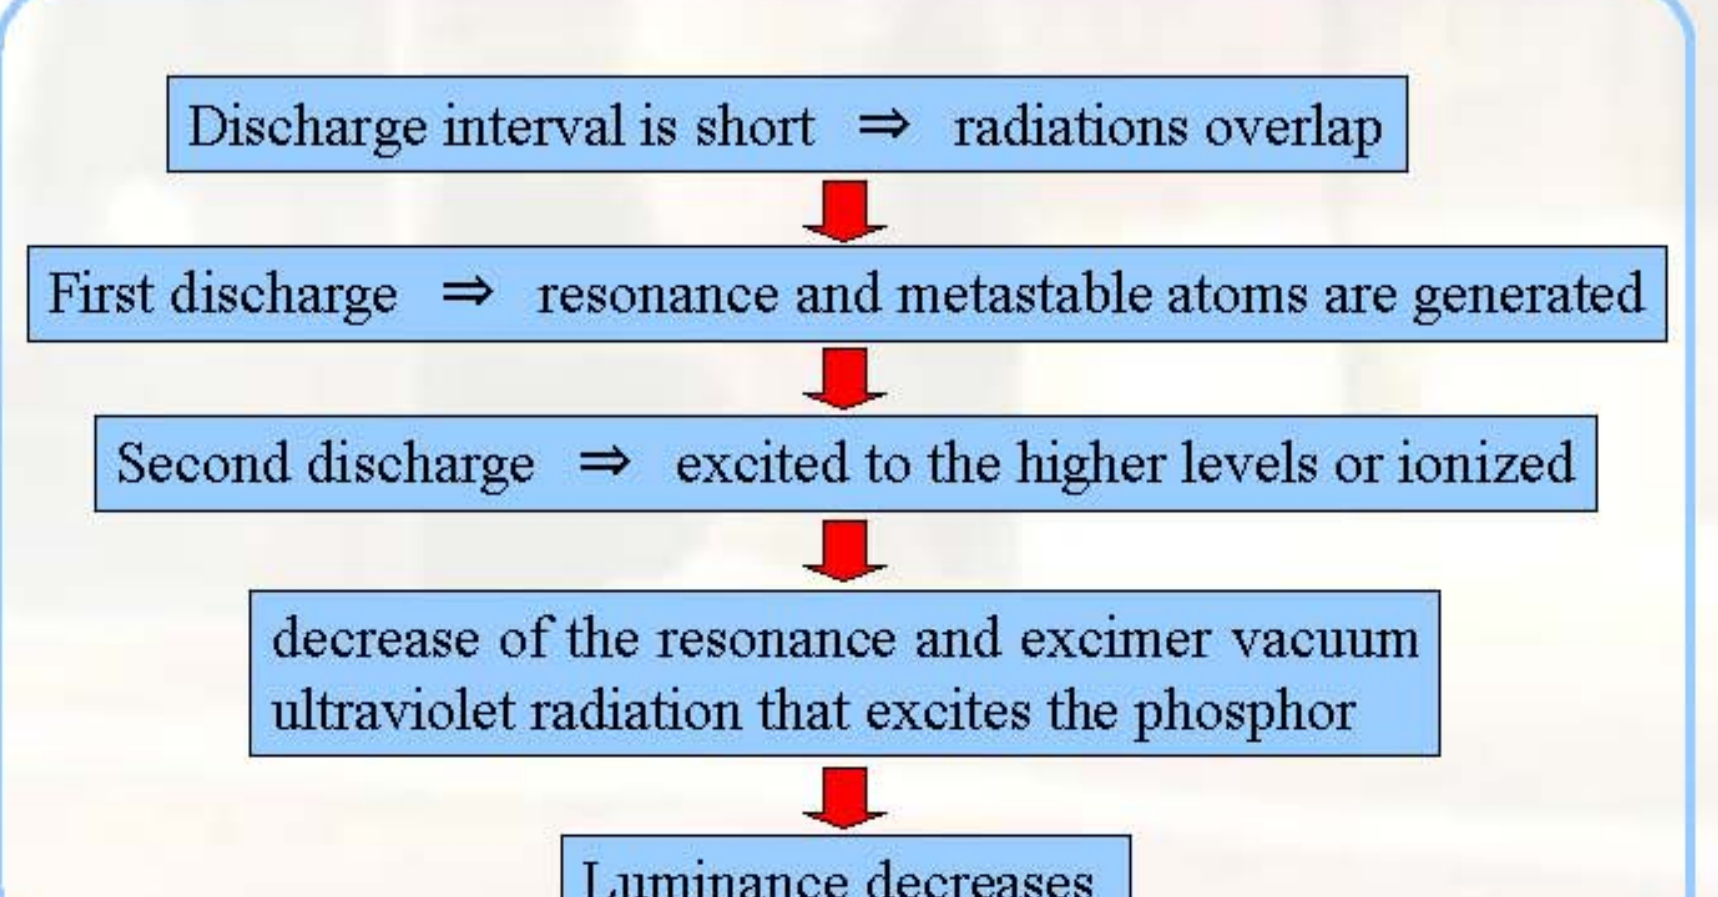 Discharge interval is short ⇒ radiations overlap
First discharge ⇒ resonance and metastable atoms are generated
Second discharge ⇒ excited to the higher levels or ionized
decrease of the resonance and excimer vacuum
ultraviolet radiation that excites the phosphor
Luminance decreases